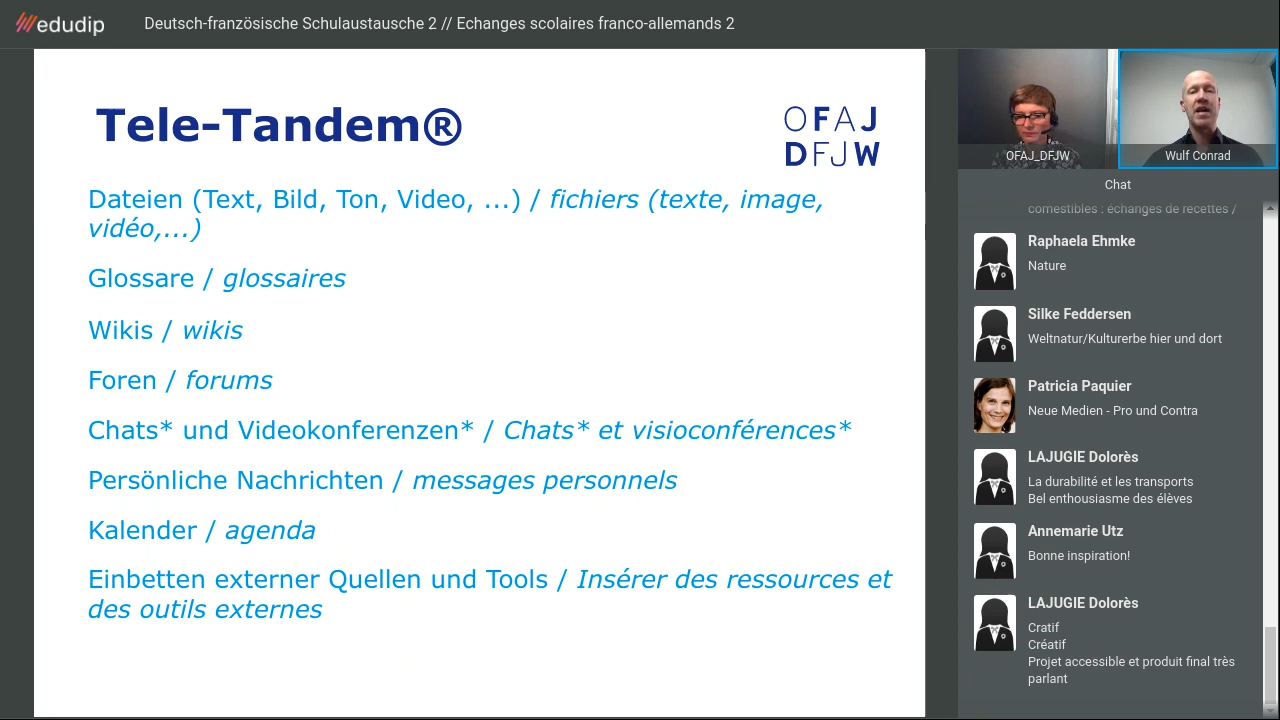 edudip
Deutsch-französische Schulaustausche 2 // Echanges scolaires franco-allemands 2
Tele-Tandem®
OFAJ
DFJW
Dateien (Text, Bild, Ton, Video, ...) / fichiers (texte, image,
vidéo,...)
Glossare / glossaires
Wikis / wikis
Foren / forums
Chats* und Videokonferenzen* / Chats* et visioconférences*
Persönliche Nachrichten / messages personnels
Kalender / agenda
Einbetten externer Quellen und Tools / Insérer des ressources et
des outils externes
OFAJ_DFJW
Wulf Conrad
Chat
comestibles : échanges de recettes /
Raphaela Ehmke
Nature
Silke Feddersen
Weltnatur/Kulturerbe hier und dort
Patricia Paquier
Neue Medien - Pro und Contra
LAJUGIE Dolorès
La durabilité et les transports
Bel enthousiasme des élèves
Annemarie Utz
Bonne inspiration!
LAJUGIE Dolorès
Cratif
Créatif
Projet accessible et produit final très
parlant